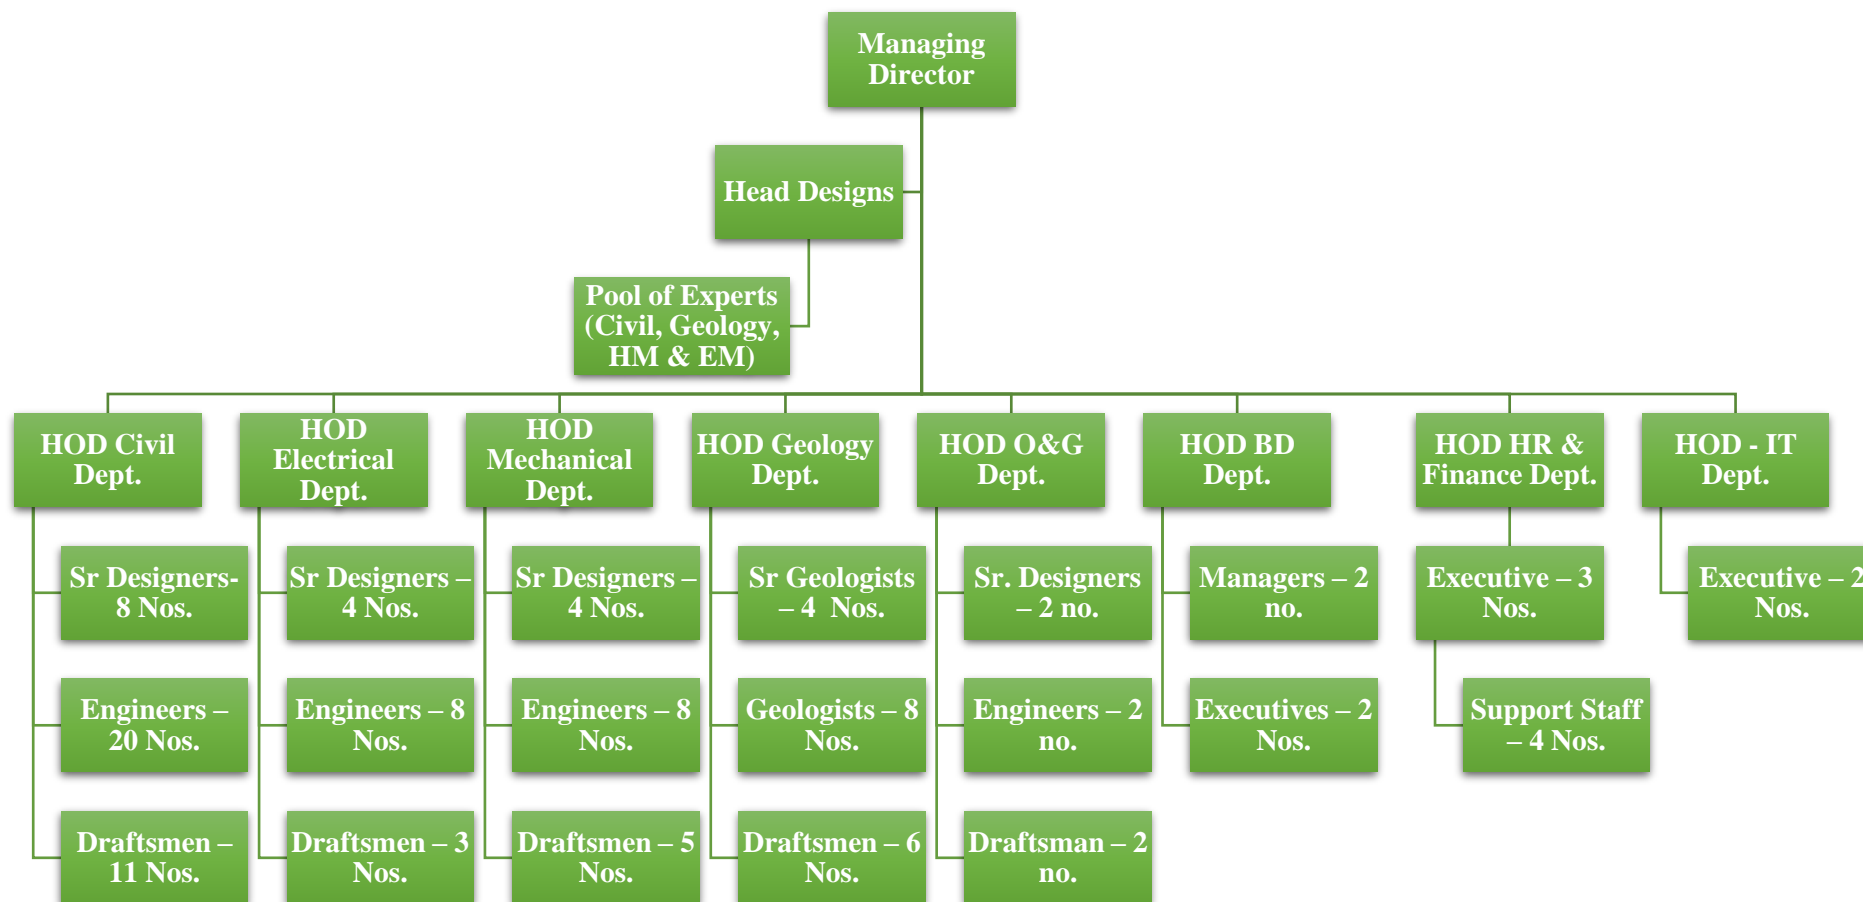 Managing
Director
Head Designs
Pool of Experts
(Civil, Geology,
HM & EM)
HOD Civil
Dept.
HOD
Electrical
Dept.
HOD
Mechanical
Dept.
HOD Geology
Dept.
HOD O&G
Dept.
HOD BD
Dept.
HOD HR &
Finance Dept.
HOD - IT
Dept.
Sr Designers-
8 Nos.
Sr Designers –
4 Nos.
Sr Designers –
4 Nos.
Sr Geologists
– 4  Nos.
Sr. Designers
– 2 no.
Managers – 2
no.
Executive – 3
Nos.
Executive – 2
Nos.
Engineers –
20 Nos.
Engineers – 8
Nos.
Engineers – 8
Nos.
Geologists – 8
Nos.
Engineers – 2
no.
Executives – 2
Nos.
Support Staff
– 4 Nos.
Draftsmen –
11 Nos.
Draftsmen – 3
Nos.
Draftsmen – 5
Nos.
Draftsmen – 6
Nos.
Draftsman – 2
no.